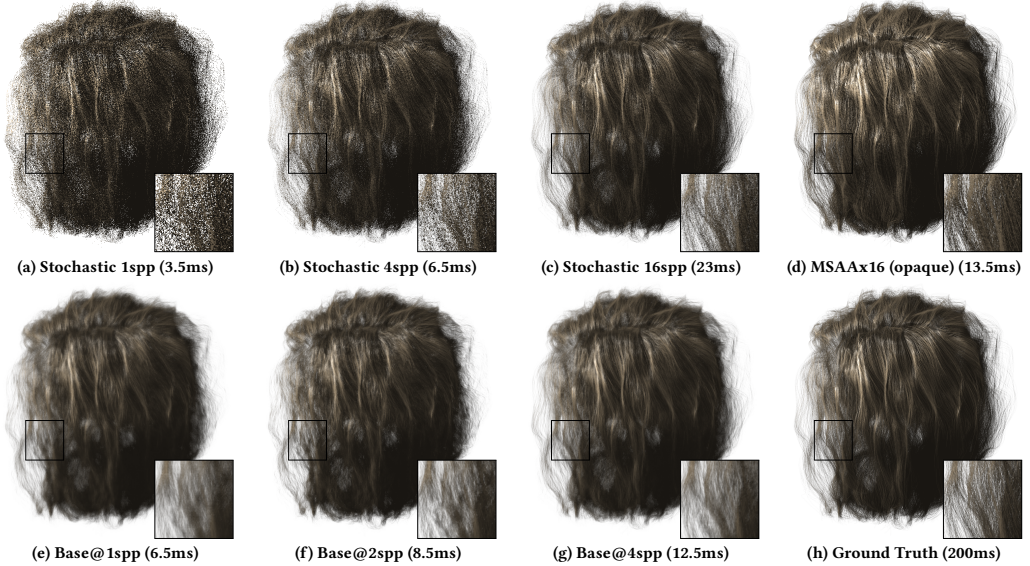 (a) Stochastic 1spp (3.5ms)
(b) Stochastic 4spp (6.5ms)
(c) Stochastic 16spp (23ms)
(d) MSAAx16 (opaque) (13.5ms)
(e) Base@1spp (6.5ms)
(f) Base@2spp (8.5ms)
(g) Base@4spp (12.5ms)
(h) Ground Truth (200ms)